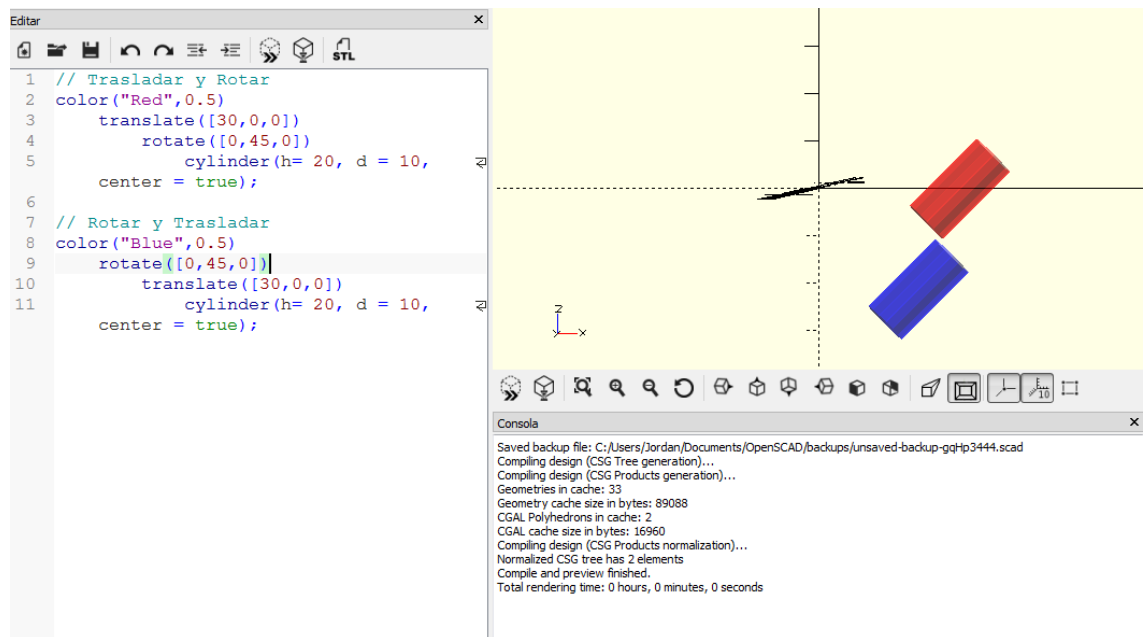 Editar
STL
1 // Trasladar y Rotar
2 color("Red",0.5)
3 translate([30,0,0])
4 rotate([0,45,0])
5 cylinder(h= 20, d = 10,
center = true);
6
7 // Rotar y Trasladar
8 color("Blue",0.5)
9 rotate([0,45,0])
10 translate([30,0,0])
11 cylinder(h= 20, d = 10,
center = true);
z
x
10
Consola
Saved backup file: C:/Users/Jordan/Documents/OpenSCAD/backups/unsaved-backup-gqHp3444.scad
Compiling design (CSG Tree generation)...
Compiling design (CSG Products generation)...
Geometries in cache: 33
Geometry cache size in bytes: 89088
CGAL Polyhedrons in cache: 2
CGAL cache size in bytes: 16960
Compiling design (CSG Products normalization)...
Normalized CSG tree has 2 elements
Compile and preview finished.
Total rendering time: 0 hours, 0 minutes, 0 seconds